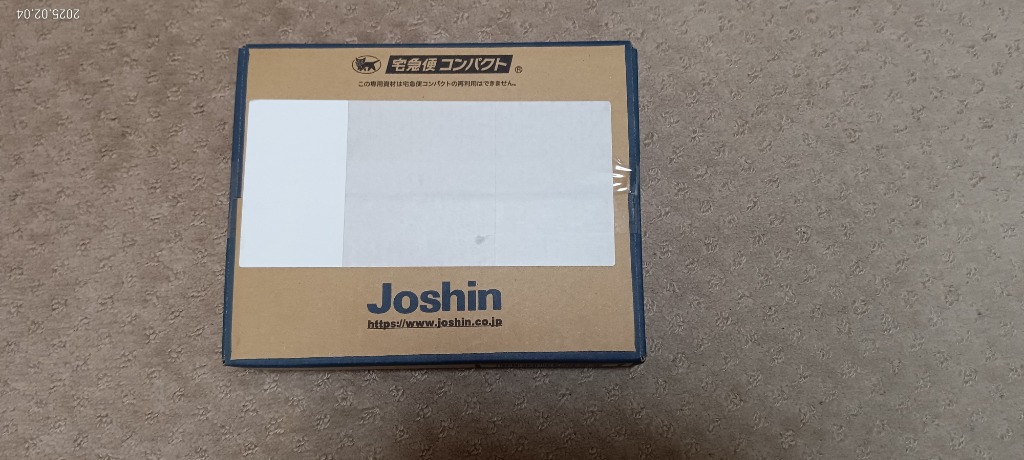 2025.02.04
宅急便コンパクト®
この専用資材は宅急便コンパクトの再利用はできません。
Joshin
https://www.joshin.co.jp